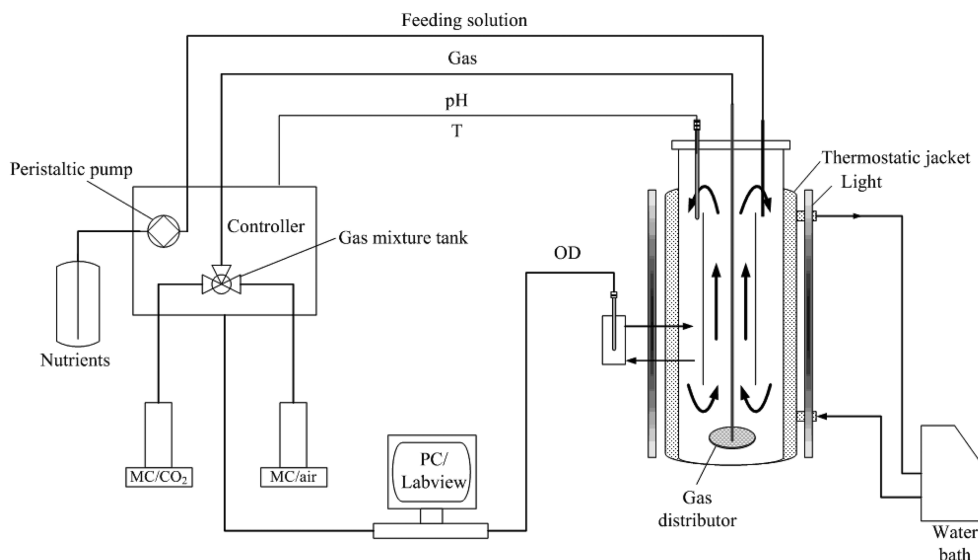 Feeding solution
Gas
pH
T
Peristaltic pump
Thermostatic jacket
Light
Controller
Gas mixture tank
OD
Nutrients
MC/CO₂
MC/air
PC/
Labview
Gas
distributor
Water
bath